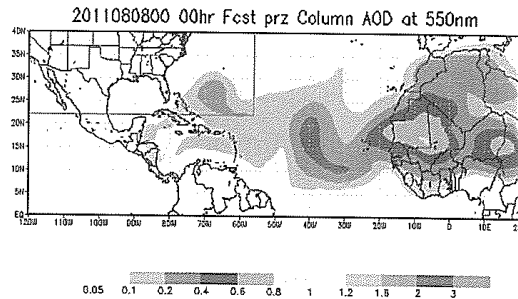 2011080800 00hr Fcst prz Column AOD at 550nm
40N
35N
30N
25N
20N
15N
10N
5N
EQ
120W 110W 100W 90W 80W 70W 60W 50W 40W 30W 20W 10W 0 10E
0.05 0.1 0.2 0.4 0.6 0.8 1 1.2 1.6 2 3